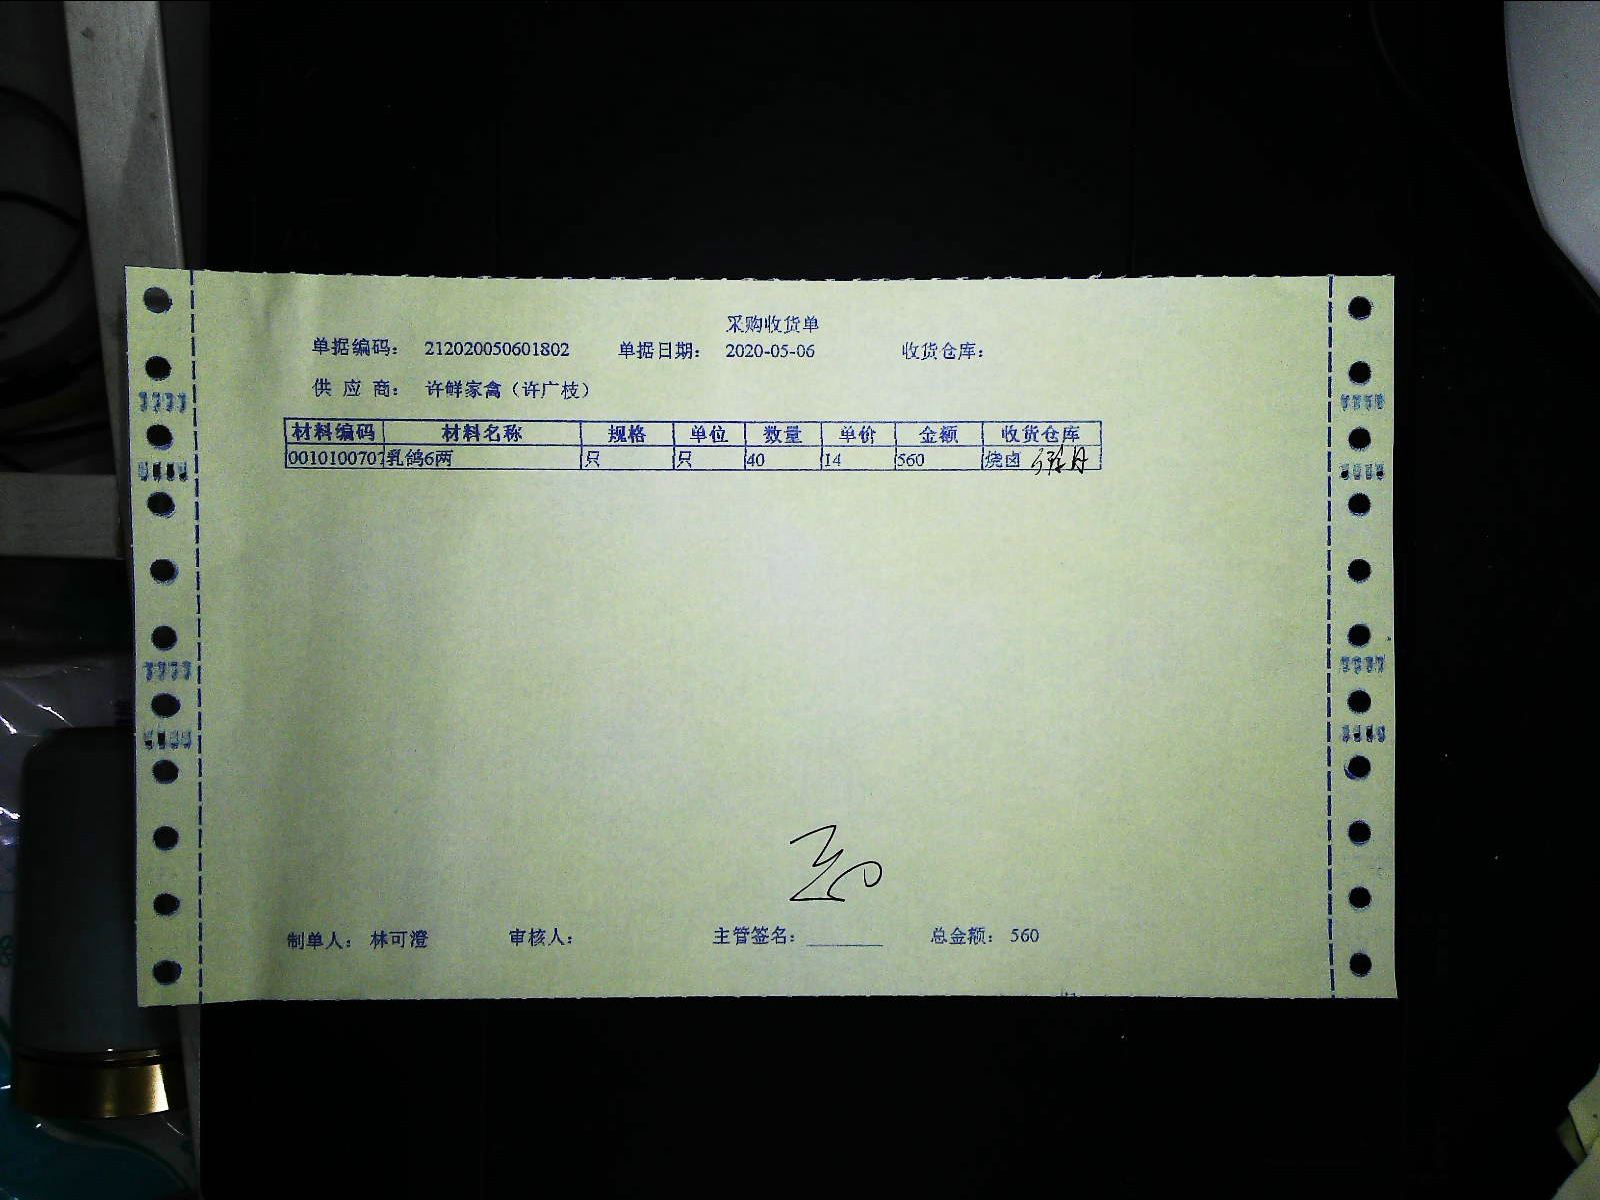 采购收货单
单据编码： 212020050601802 单据日期： 2020-05-06 收货仓库：
供 应 商： 许鲜家禽（许广枝）
材料编码 材料名称 规格 单位 数量 单价 金额 收货仓库
0010100707 乳鸽6两 只 只 40 14 560 烧卤
制单人： 林可澄 审核人： 主管签名： 总金额： 560